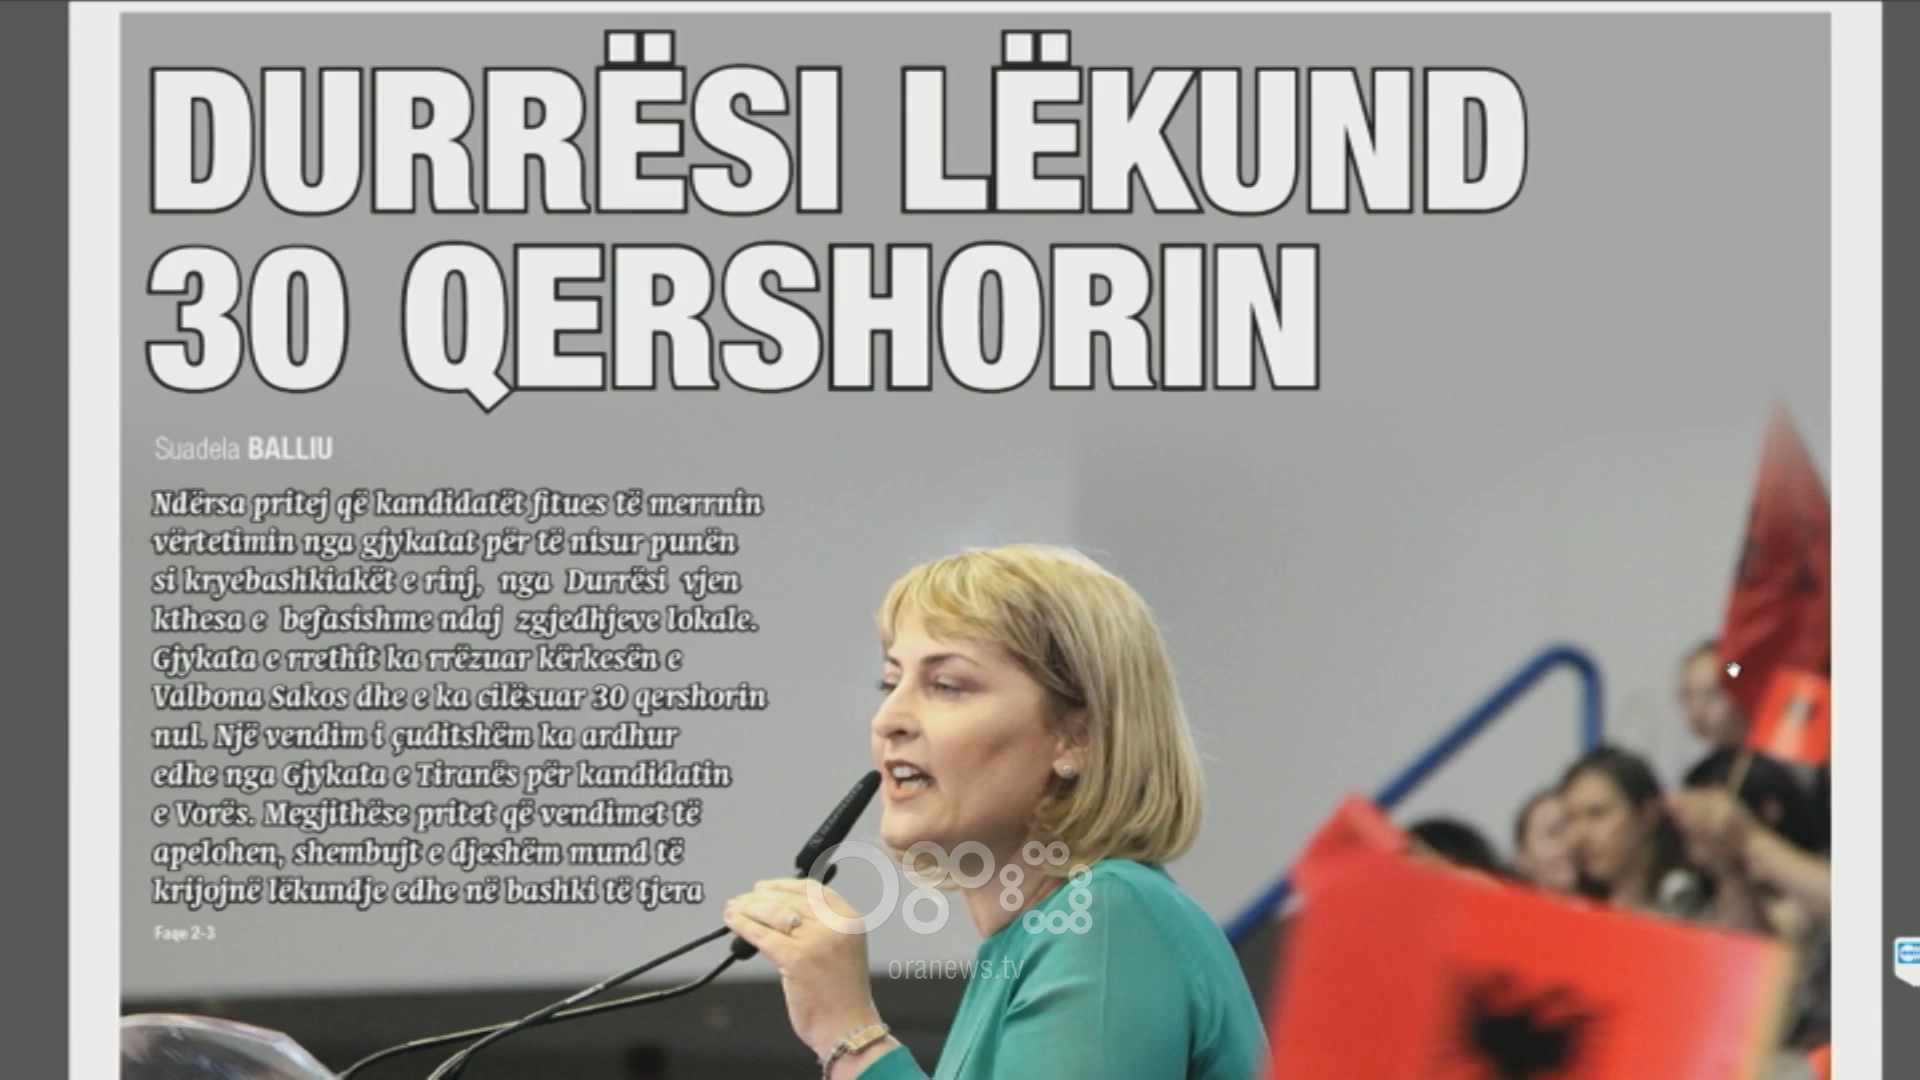 DURRËSI LËKUND
30 QERSHORIN
Suadela BALLIU
Ndërsa pritej që kandidatët fitues të merrnin
vërtetimin nga gjykatat për të nisur punën
si kryebashkiakët e rinj, nga Durrësi vjen
kthesa e befasishme ndaj zgjedhjeve lokale.
Gjykata e rrethit ka rrëzuar kërkesën e
Valbona Sakos dhe e ka cilësuar 30 qershorin
nul. Një vendim i çuditshëm ka ardhur
edhe nga Gjykata e Tiranës për kandidatin
e Vorës. Megjithëse pritet që vendimet të
apelohen, shembujt e djeshëm mund të
krijojnë lëkundje edhe në bashki të tjera
Faqe 2-3
oranews.tv